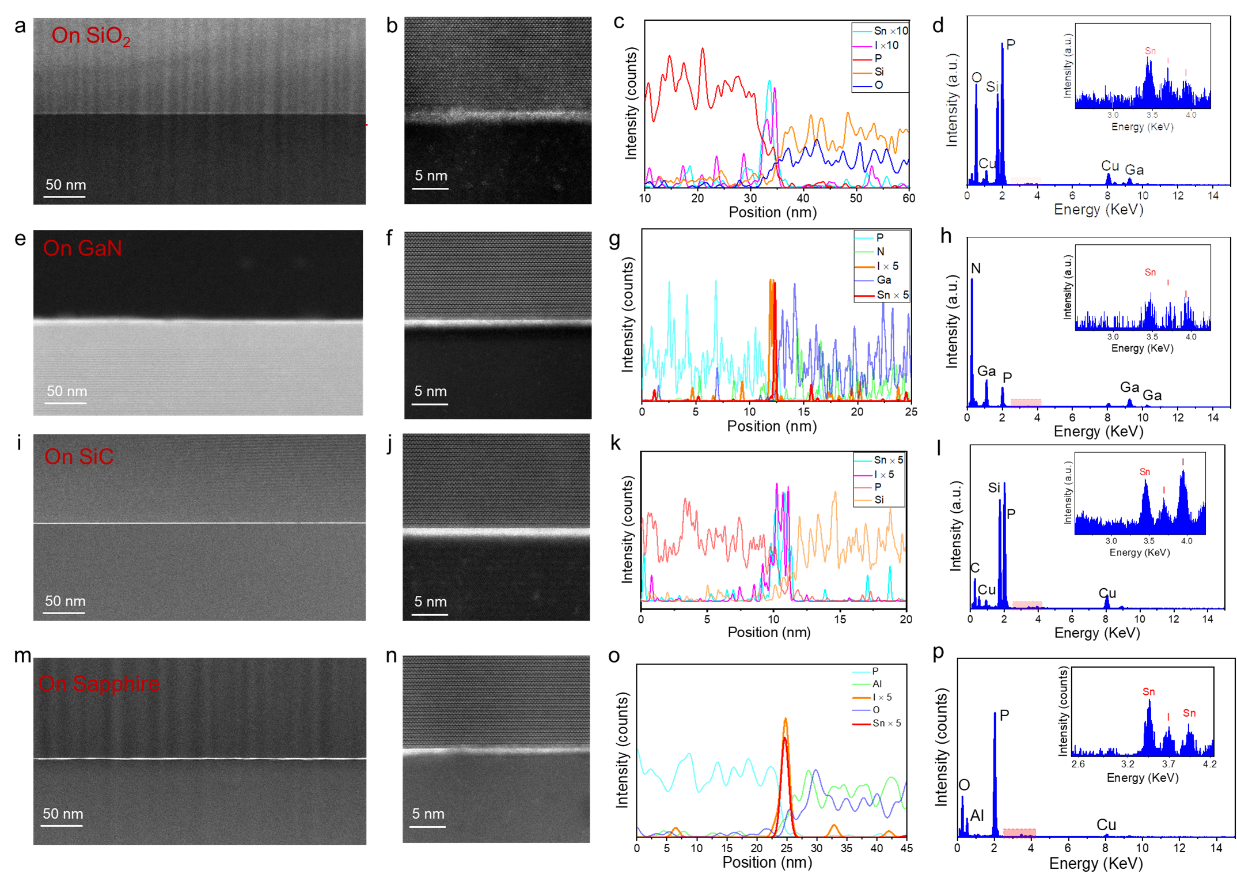 a
On SiO₂
50 nm
b
5 nm
c
Sn ×10
I ×10
P
Si
O
Intensity (counts)
10 20 30 40 50 60
Position (nm)
d
P
O
Si
Cu
Cu
Ga
Intensity (a.u.)
0 2 4 6 8 10 12 14
Energy (KeV)
Sn
I
I
Intensity (a.u.)
3.0 3.5 4.0
Energy (KeV)
e
On GaN
50 nm
f
5 nm
g
P
N
I × 5
Ga
Sn × 5
Intensity (counts)
0 5 10 15 20 25
Position (nm)
h
N
Ga
P
Ga
Ga
Intensity (a.u.)
0 2 4 6 8 10 12 14
Energy (KeV)
Sn
I
I
Intensity (a.u.)
3.0 3.5 4.0
Energy (KeV)
i
On SiC
50 nm
j
5 nm
k
Sn × 5
I × 5
P
Si
Intensity (counts)
0 5 10 15 20
Position (nm)
l
Si
P
C
Cu
Cu
Intensity (a.u.)
0 2 4 6 8 10 12 14
Energy (KeV)
Sn
I
I
Intensity (a.u.)
3.0 3.5 4.0
Energy (KeV)
m
On Sapphire
50 nm
n
5 nm
o
P
Al
I × 5
O
Sn × 5
Intensity (counts)
0 5 10 15 20 25 30 35 40 45
Position (nm)
p
P
O
Al
Cu
Intensity (a.u.)
0 2 4 6 8 10 12 14
Energy (KeV)
Sn
I
Sn
Intensity (counts)
2.6 3.2 3.7 4.2
Energy (KeV)